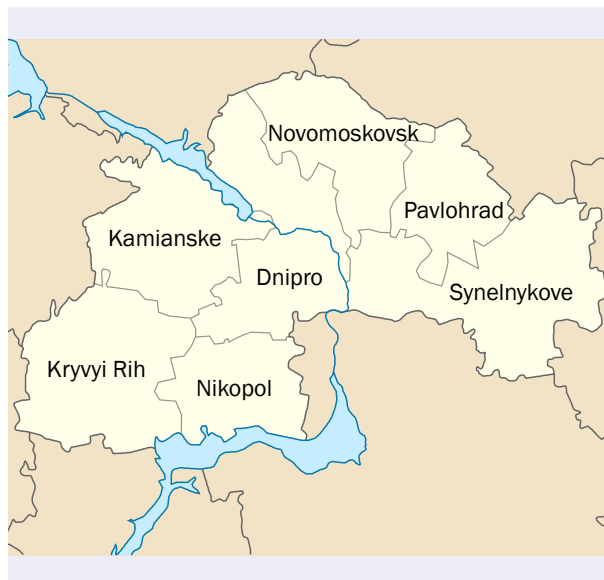 Novomoskovsk
Pavlohrad
Kamianske
Dnipro
Synelnykove
Kryvyi Rih
Nikopol